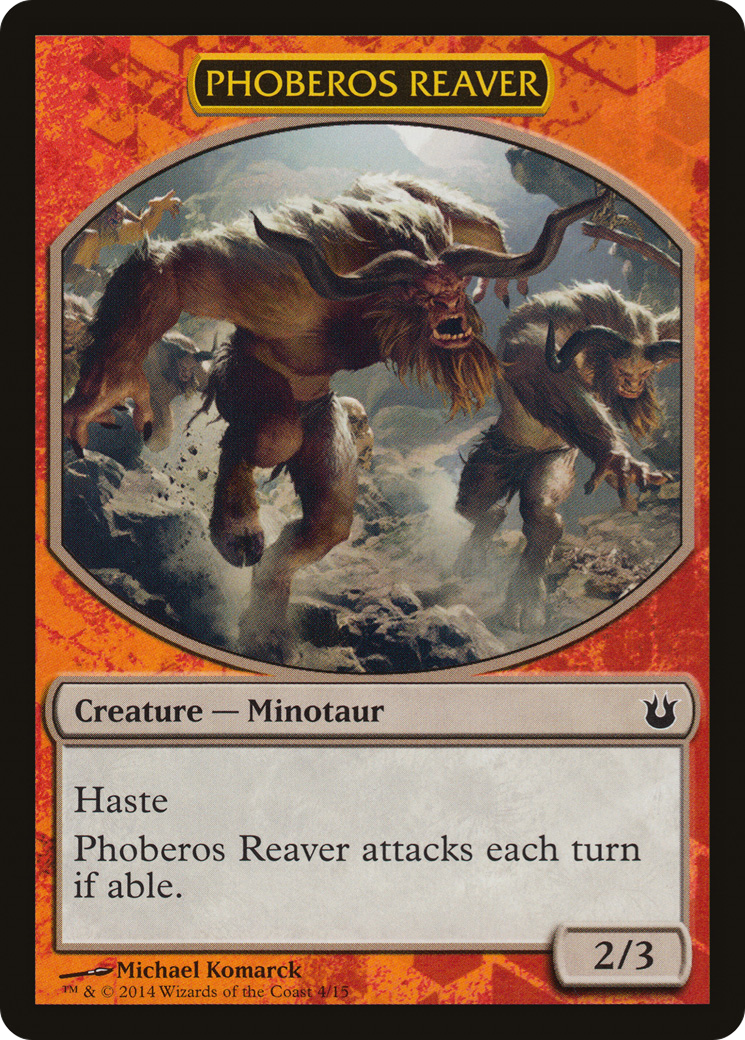 PHOBEROS REAVER
Creature — Minotaur
Haste
Phoberos Reaver attacks each turn
if able.
2/3
Michael Komarck
™ & © 2014 Wizards of the Coast 4/15